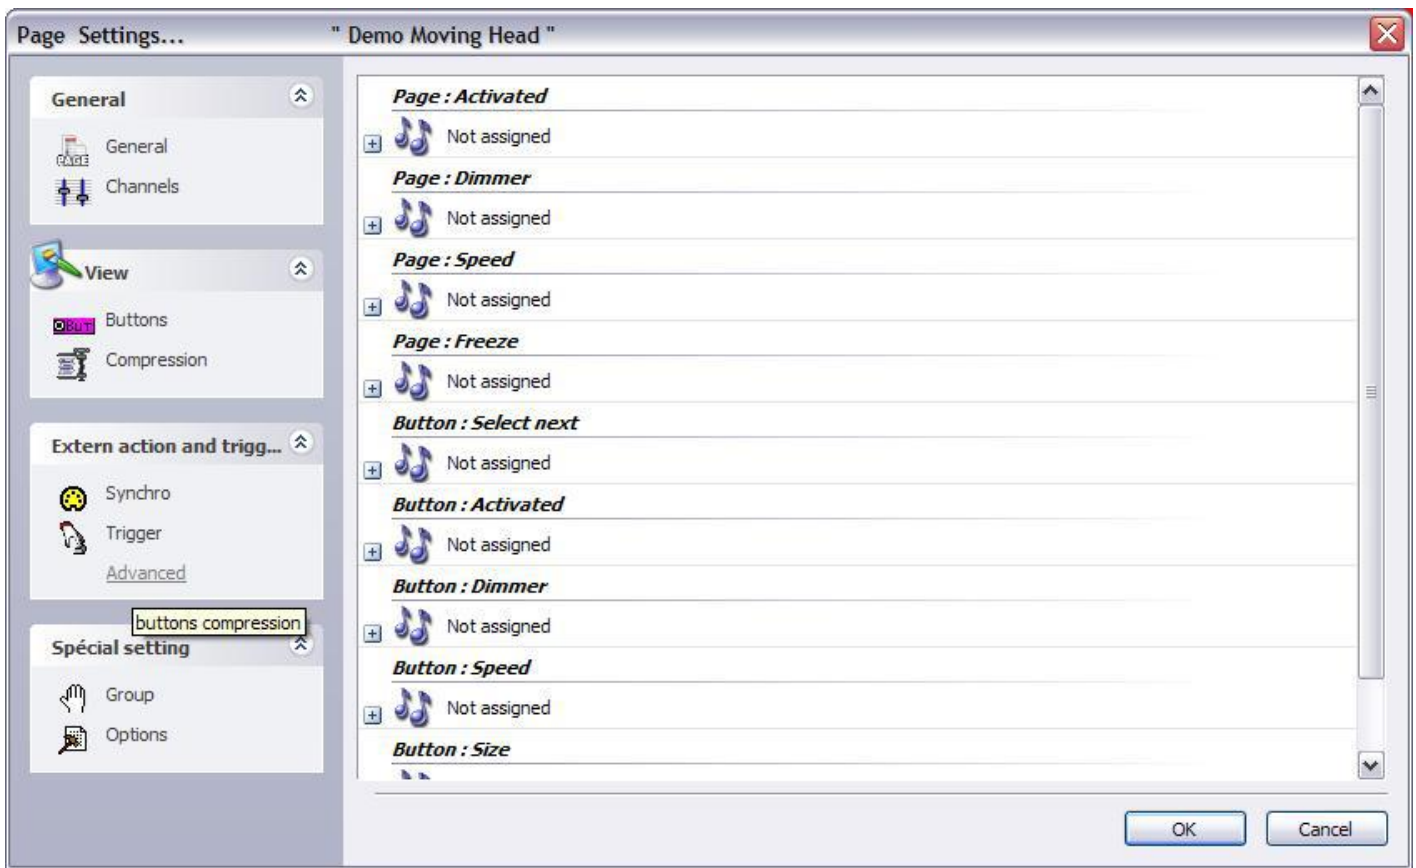 Page Settings... " Demo Moving Head "
General
PAGE
General
Channels
View
BUT
Buttons
Compression
Extern action and trigg...
Synchro
Trigger
Advanced
buttons compression
Spécial setting
Group
Options
Page : Activated
Not assigned
Page : Dimmer
Not assigned
Page : Speed
Not assigned
Page : Freeze
Not assigned
Button : Select next
Not assigned
Button : Activated
Not assigned
Button : Dimmer
Not assigned
Button : Speed
Not assigned
Button : Size
OK
Cancel